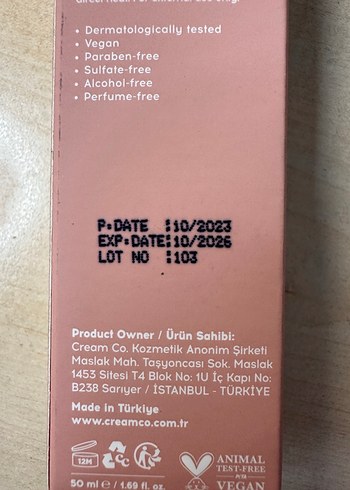 • Dermatologically tested
• Vegan
• Paraben-free
• Sulfate-free
• Alcohol-free
• Perfume-free
P:DATE :10/2023
EXP:DATE:10/2026
LOT NO :103
Product Owner / Ürün Sahibi:
Cream Co. Kozmetik Anonim Şirketi
Maslak Mah. Taşyoncası Sok. Maslak
1453 Sitesi T4 Blok No: 1U İç Kapı No:
B238 Sarıyer / İSTANBUL - TÜRKİYE
Made in Türkiye
www.creamco.com.tr
12M
50 ml e / 1.69 fl. oz.
ANIMAL
TEST-FREE
VEGAN